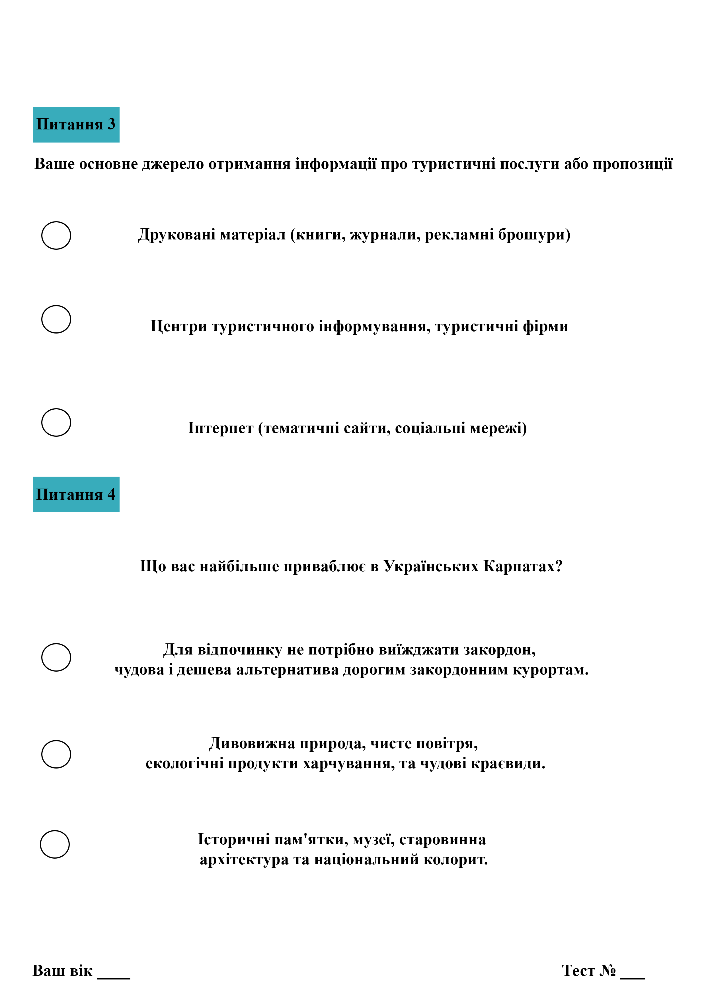 Питання 3
Ваше основне джерело отримання інформації про туристичні послуги або пропозиції
Друковані матеріал (книги, журнали, рекламні брошури)
Центри туристичного інформування, туристичні фірми
Інтернет (тематичні сайти, соціальні мережі)
Питання 4
Що вас найбільше приваблює в Українських Карпатах?
Для відпочинку не потрібно виїжджати закордон,
чудова і дешева альтернатива дорогим закордонним курортам.
Дивовижна природа, чисте повітря,
екологічні продукти харчування, та чудові краєвиди.
Історичні пам'ятки, музеї, старовинна
архітектура та національний колорит.
Ваш вік ____
Тест № ___